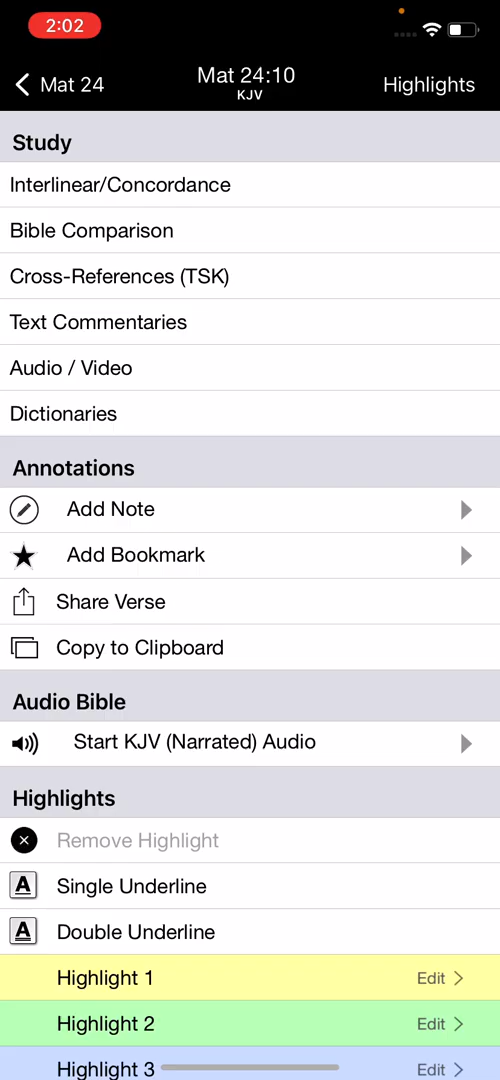 2:02
Mat 24
Mat 24:10
KJV
Highlights
Study
Interlinear/Concordance
Bible Comparison
Cross-References (TSK)
Text Commentaries
Audio / Video
Dictionaries
Annotations
Add Note
Add Bookmark
Share Verse
Copy to Clipboard
Audio Bible
Start KJV (Narrated) Audio
Highlights
Remove Highlight
A Single Underline
A Double Underline
Highlight 1 Edit
Highlight 2 Edit
Highlight 3 Edit